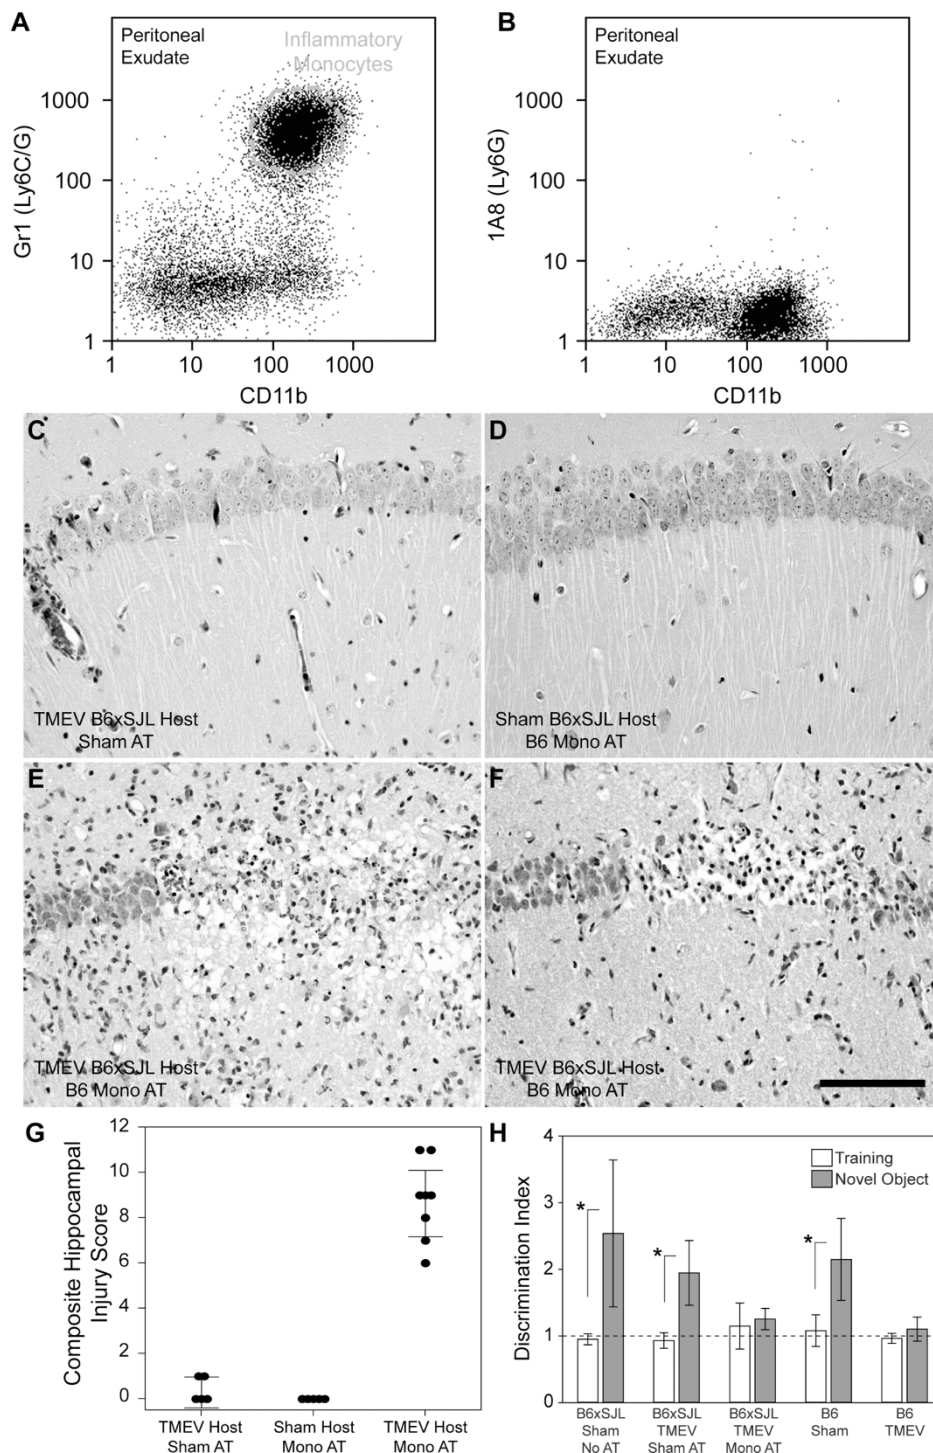 A
Peritoneal
Exudate
Inflammatory
Monocytes
Gr1 (Ly6C/G)
1000
100
10
1
1
10
100
1000
CD11b
B
Peritoneal
Exudate
1A8 (Ly6G)
1000
100
10
1
1
10
100
1000
CD11b
C
TMEV B6xSJL Host
Sham AT
D
Sham B6xSJL Host
B6 Mono AT
E
TMEV B6xSJL Host
B6 Mono AT
F
TMEV B6xSJL Host
B6 Mono AT
G
Composite Hippocampal
Injury Score
12
10
8
6
4
2
0
TMEV Host
Sham AT
Sham Host
Mono AT
TMEV Host
Mono AT
H
Discrimination Index
4
3
2
1
0
Training
Novel Object
*
*
*
B6xSJL
Sham
No AT
B6xSJL
TMEV
Sham AT
B6xSJL
TMEV
Mono AT
B6
Sham
B6
TMEV